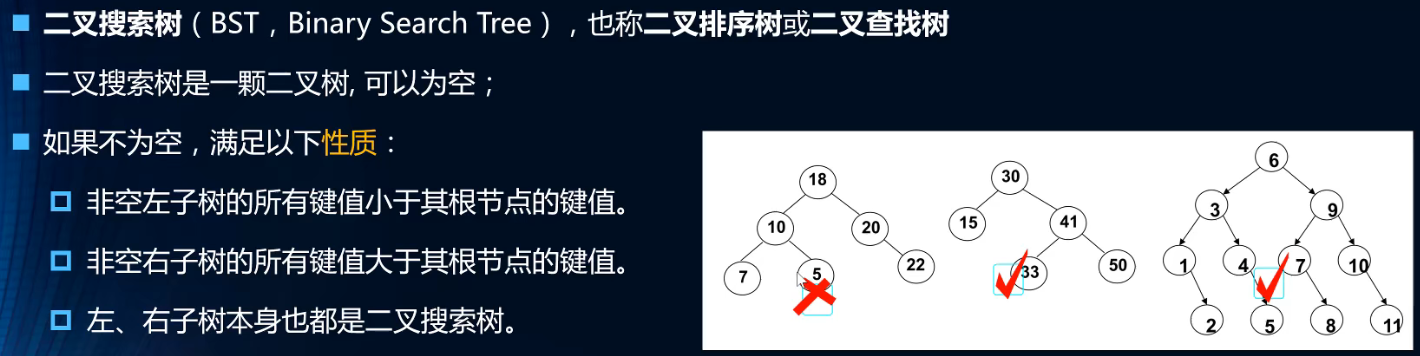 二叉搜索树（BST，Binary Search Tree），也称二叉排序树或二叉查找树
二叉搜索树是一颗二叉树, 可以为空；
如果不为空，满足以下性质：
非空左子树的所有键值小于其根节点的键值。
非空右子树的所有键值大于其根节点的键值。
左、右子树本身也都是二叉搜索树。
18
10 20
7 5 22
30
15 41
33 50
6
3 9
1 4 7 10
2 5 8 11